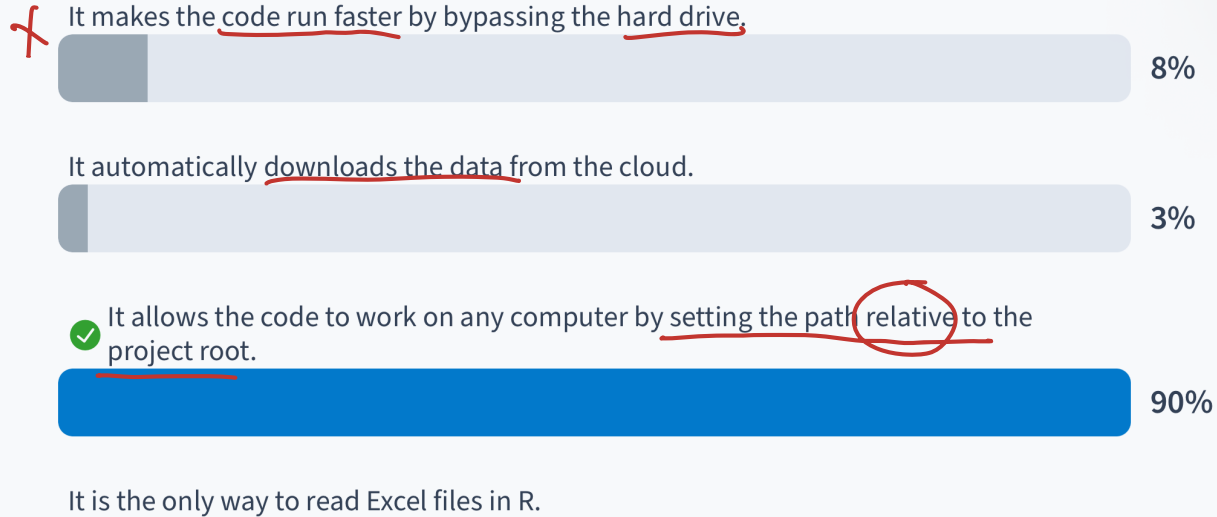 It makes the code run faster by bypassing the hard drive.
8%
It automatically downloads the data from the cloud.
3%
It allows the code to work on any computer by setting the path relative to the
project root.
90%
It is the only way to read Excel files in R.